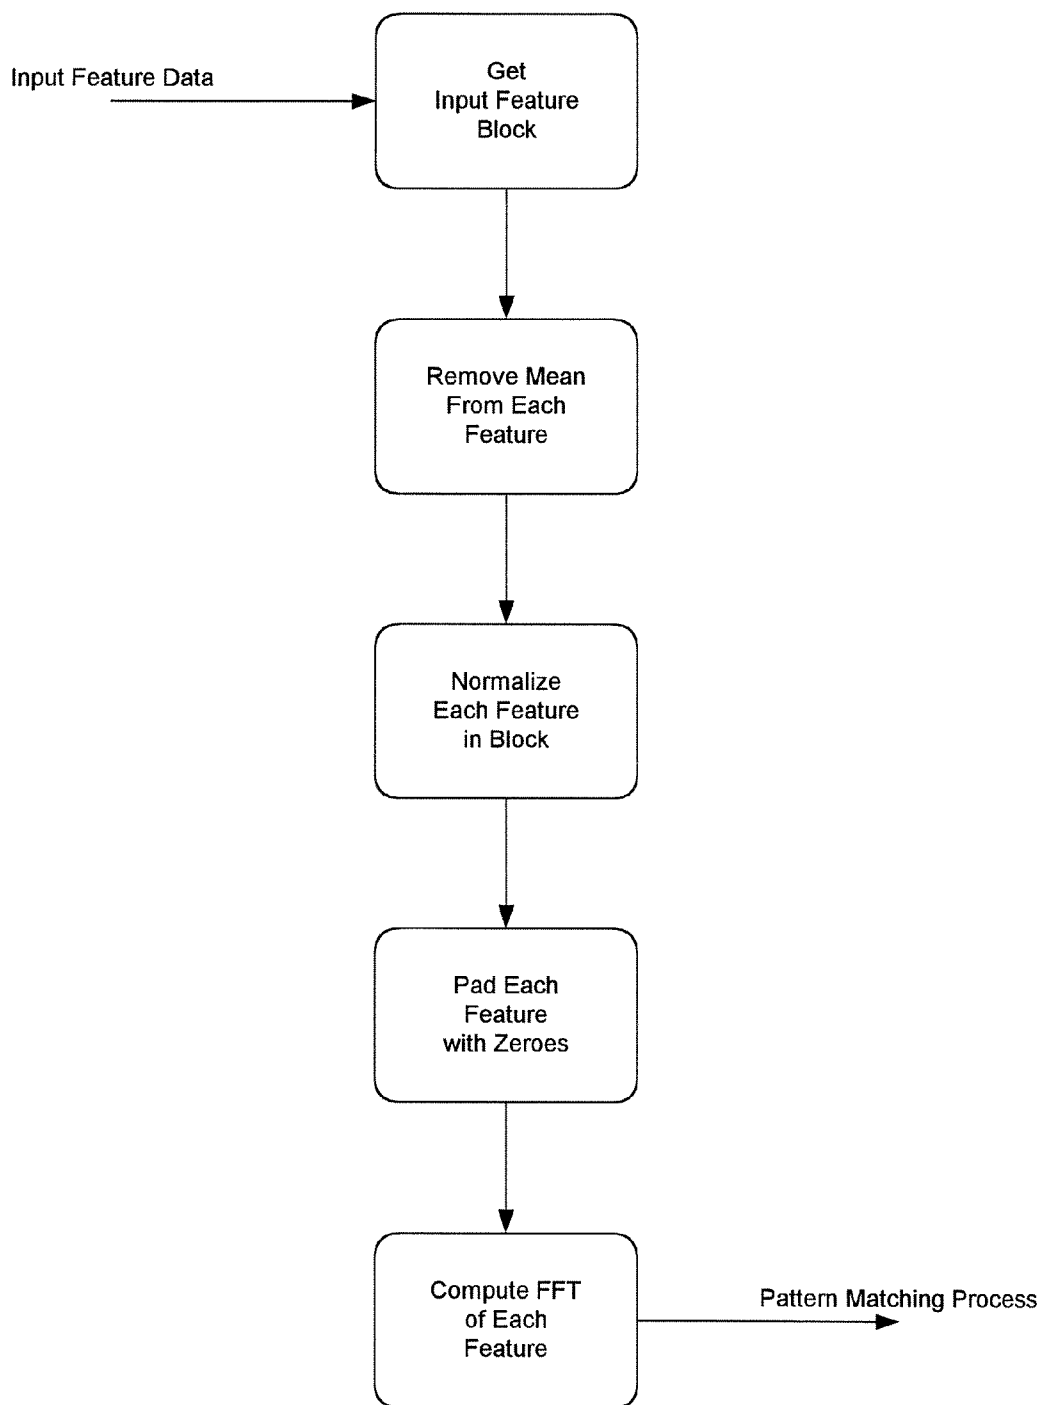 Input Feature Data
Get
Input Feature
Block
Remove Mean
From Each
Feature
Normalize
Each Feature
in Block
Pad Each
Feature
with Zeroes
Compute FFT
of Each
Feature
Pattern Matching Process